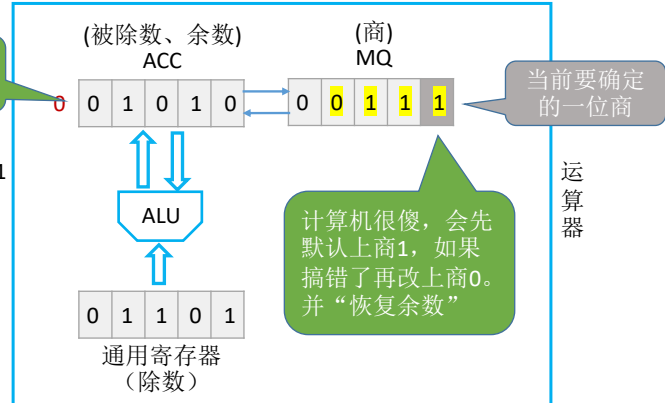 (被除数、余数)
ACC
(商)
MQ
0
0 1 0 1 0
0 0 1 1 1
当前要确定
的一位商
1
ALU
运
算
器
计算机很傻，会先
默认上商1，如果
搞错了再改上商0。
并“恢复余数”
0 1 1 0 1
通用寄存器
（除数）